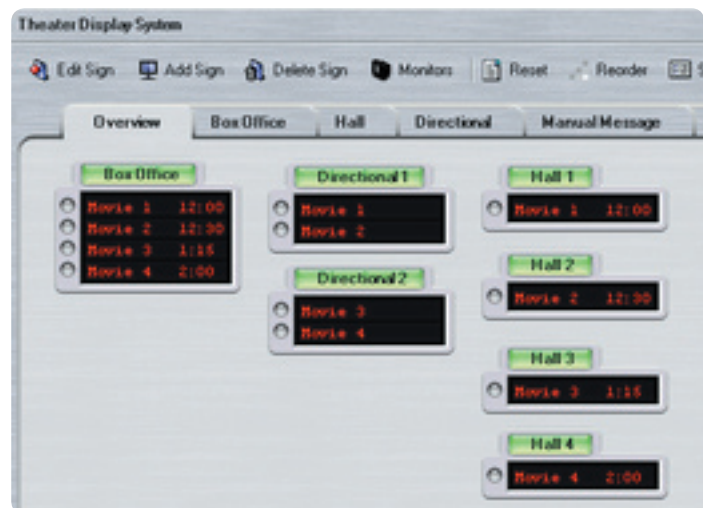 Theater Display System
Edit Sign Add Sign Delete Sign Monitors Reset Reorder
Overview Box Office Hall Directional Manual Message
Box Office
Movie 1 12:00
Movie 2 12:30
Movie 3 1:15
Movie 4 2:00
Directional 1
Movie 1
Movie 2
Directional 2
Movie 3
Movie 4
Hall 1
Movie 1 12:00
Hall 2
Movie 2 12:30
Hall 3
Movie 3 1:15
Hall 4
Movie 4 2:00